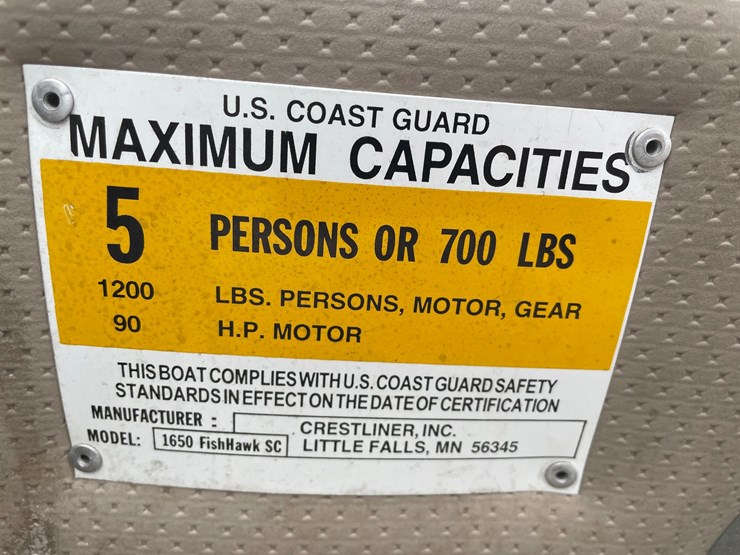 U.S. COAST GUARD
MAXIMUM CAPACITIES
5 PERSONS OR 700 LBS
1200 LBS. PERSONS, MOTOR, GEAR
90 H.P. MOTOR
THIS BOAT COMPLIES WITH U.S. COAST GUARD SAFETY
STANDARDS IN EFFECT ON THE DATE OF CERTIFICATION
MANUFACTURER : CRESTLINER, INC.
MODEL: 1650 FishHawk SC LITTLE FALLS, MN 56345